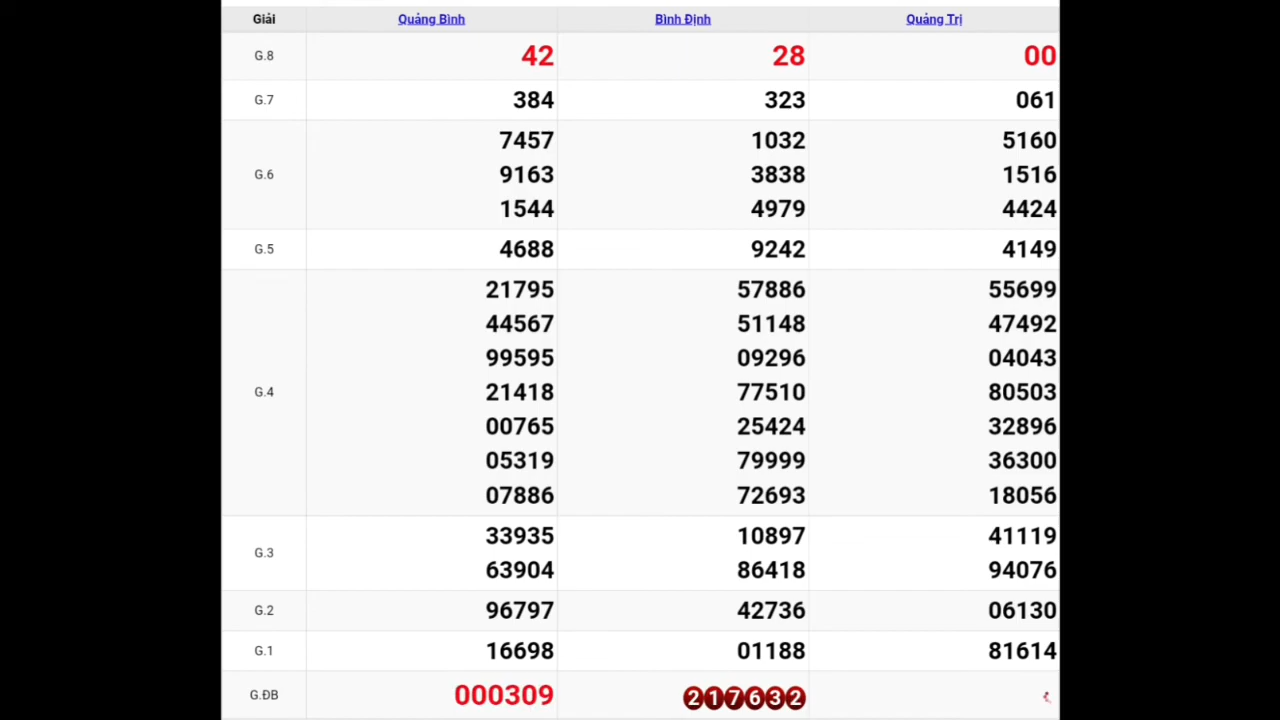 Giải Quảng Bình Bình Định Quảng Trị
G.8 42 28 00
G.7 384 323 061
7457 1032 5160
G.6 9163 3838 1516
1544 4979 4424
G.5 4688 9242 4149
21795 57886 55699
44567 51148 47492
99595 09296 04043
G.4 21418 77510 80503
00765 25424 32896
05319 79999 36300
07886 72693 18056
G.3 33935 10897 41119
63904 86418 94076
G.2 96797 42736 06130
G.1 16698 01188 81614
G.ĐB 000309 217632